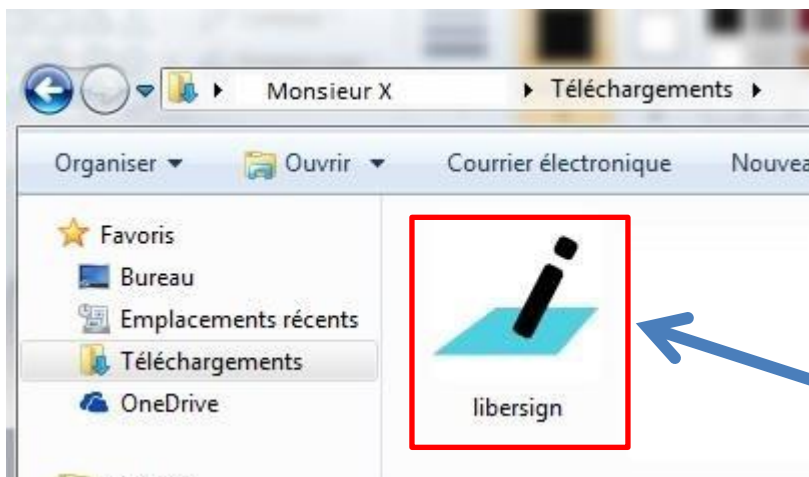 Monsieur X Téléchargements
Organiser Ouvrir Courrier électronique
Favoris
Bureau
Emplacements récents
Téléchargements
OneDrive
libersign